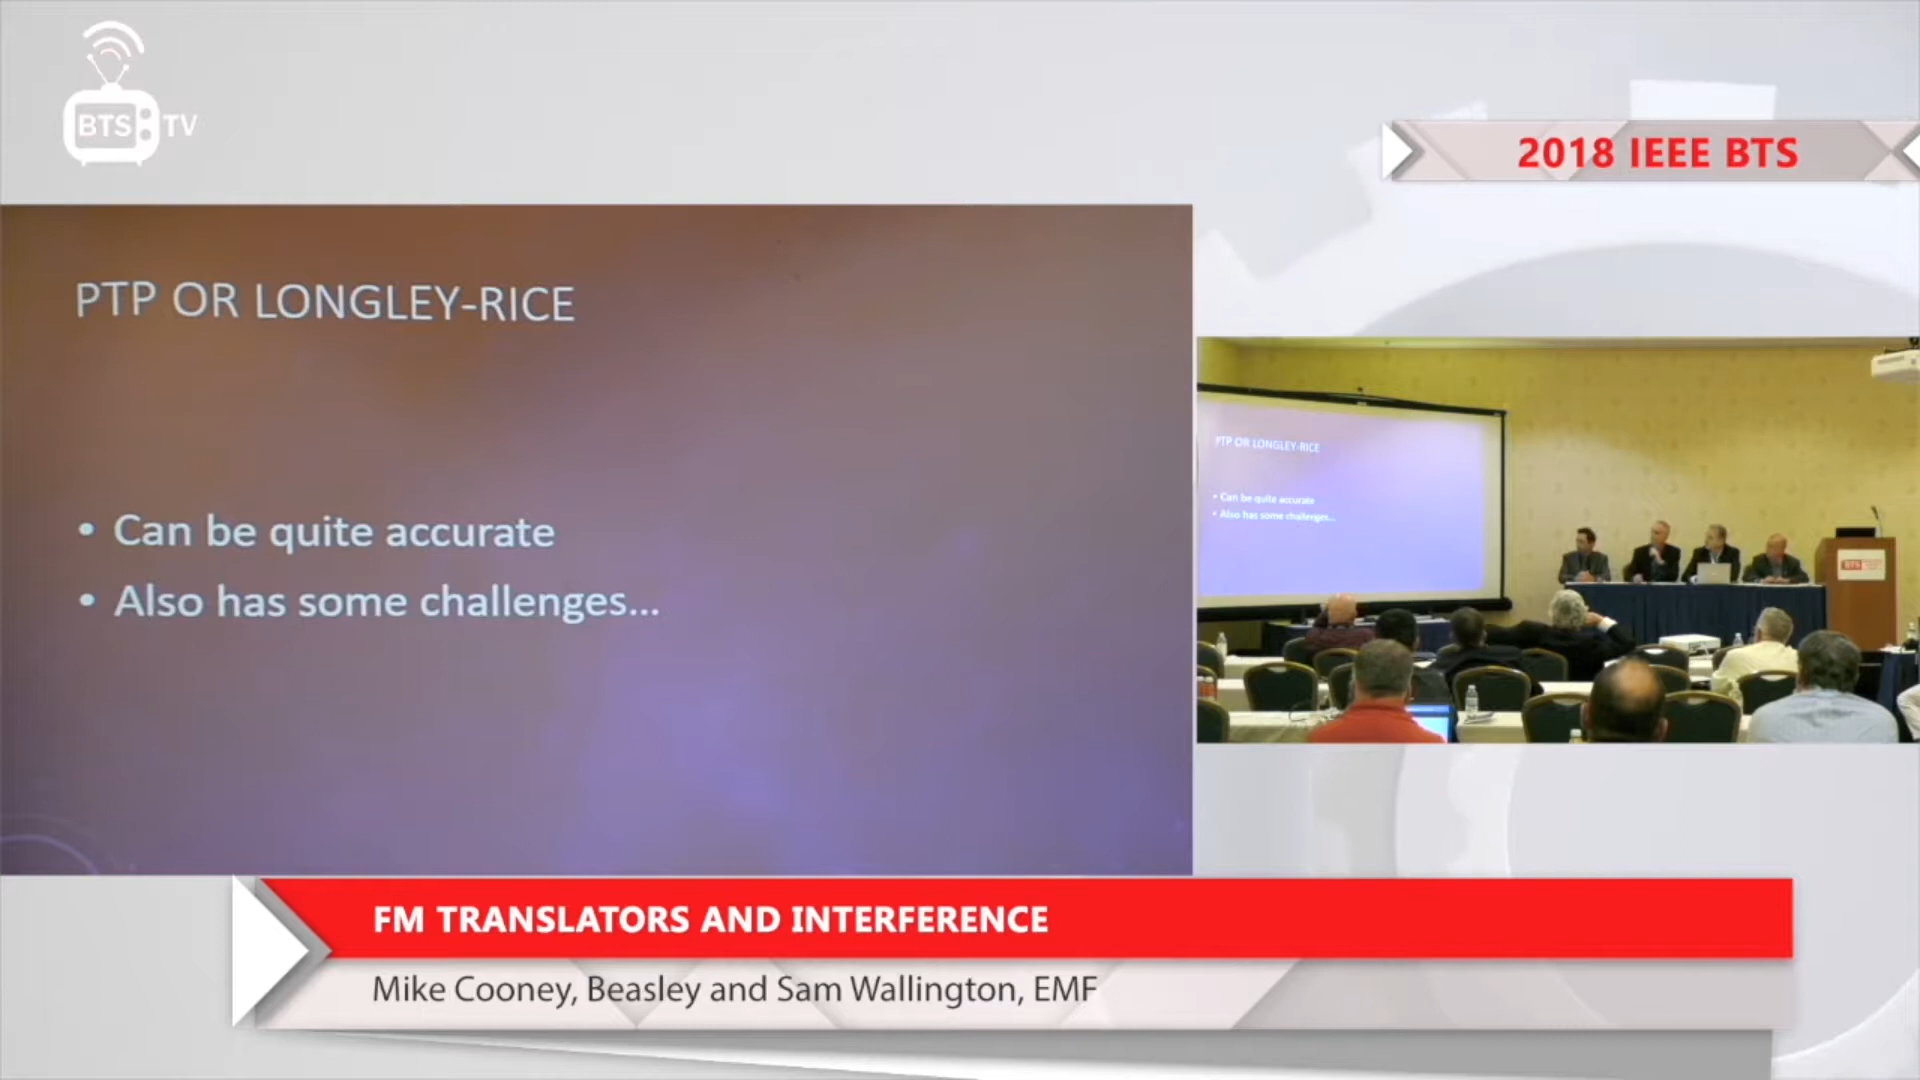 BTS TV
2018 IEEE BTS
PTP OR LONGLEY-RICE
• Can be quite accurate
• Also has some challenges...
PTP OR LONGLEY-RICE
• Can be quite accurate
• Also has some challenges...
BTS
FM TRANSLATORS AND INTERFERENCE
Mike Cooney, Beasley and Sam Wallington, EMF